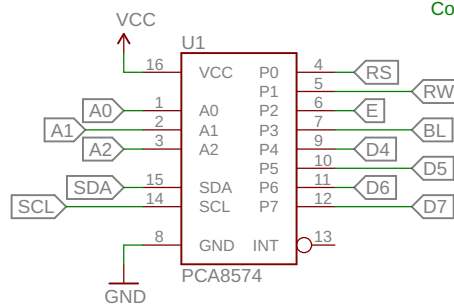 Co
VCC
U1
16 VCC P0 4 RS
P1 5 RW
A0 1 A0 P2 6 E
A1 2 A1 P3 7 BL
A2 3 A2 P4 9 D4
P5 10 D5
SDA 15 SDA P6 11 D6
SCL 14 SCL P7 12 D7
8 GND INT 13
PCA8574
GND